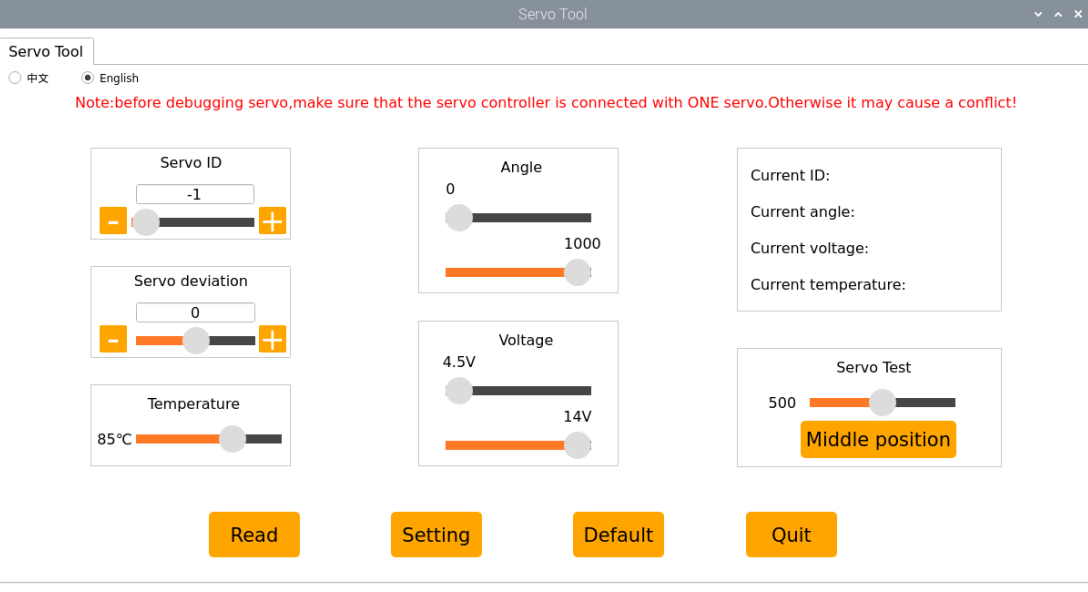 Servo Tool
Servo Tool
中文 English
Note:before debugging servo,make sure that the servo controller is connected with ONE servo.Otherwise it may cause a conflict!
Servo ID
-1
- +
Servo deviation
0
- +
Temperature
85℃
Angle
0
1000
Voltage
4.5V
14V
Current ID:
Current angle:
Current voltage:
Current temperature:
Servo Test
500
Middle position
Read Setting Default Quit